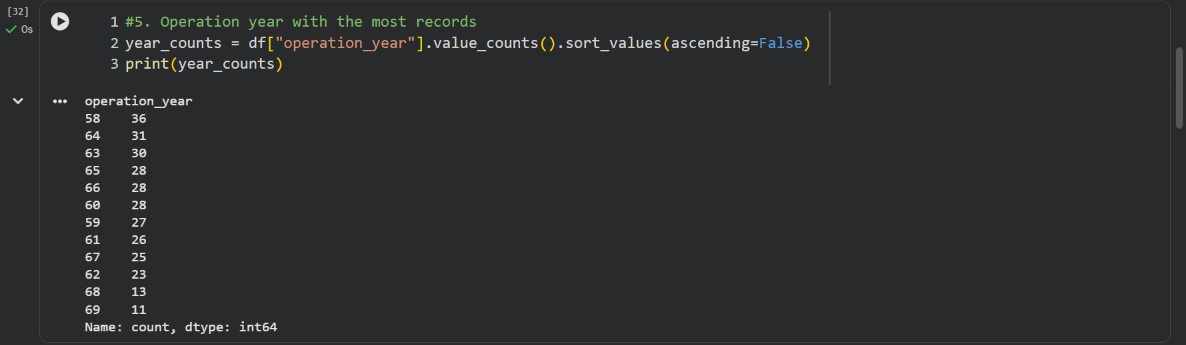 [32]
0s
1 #5. Operation year with the most records
2 year_counts = df["operation_year"].value_counts().sort_values(ascending=False)
3 print(year_counts)
operation_year
58    36
64    31
63    30
65    28
66    28
60    28
59    27
61    26
67    25
62    23
68    13
69    11
Name: count, dtype: int64